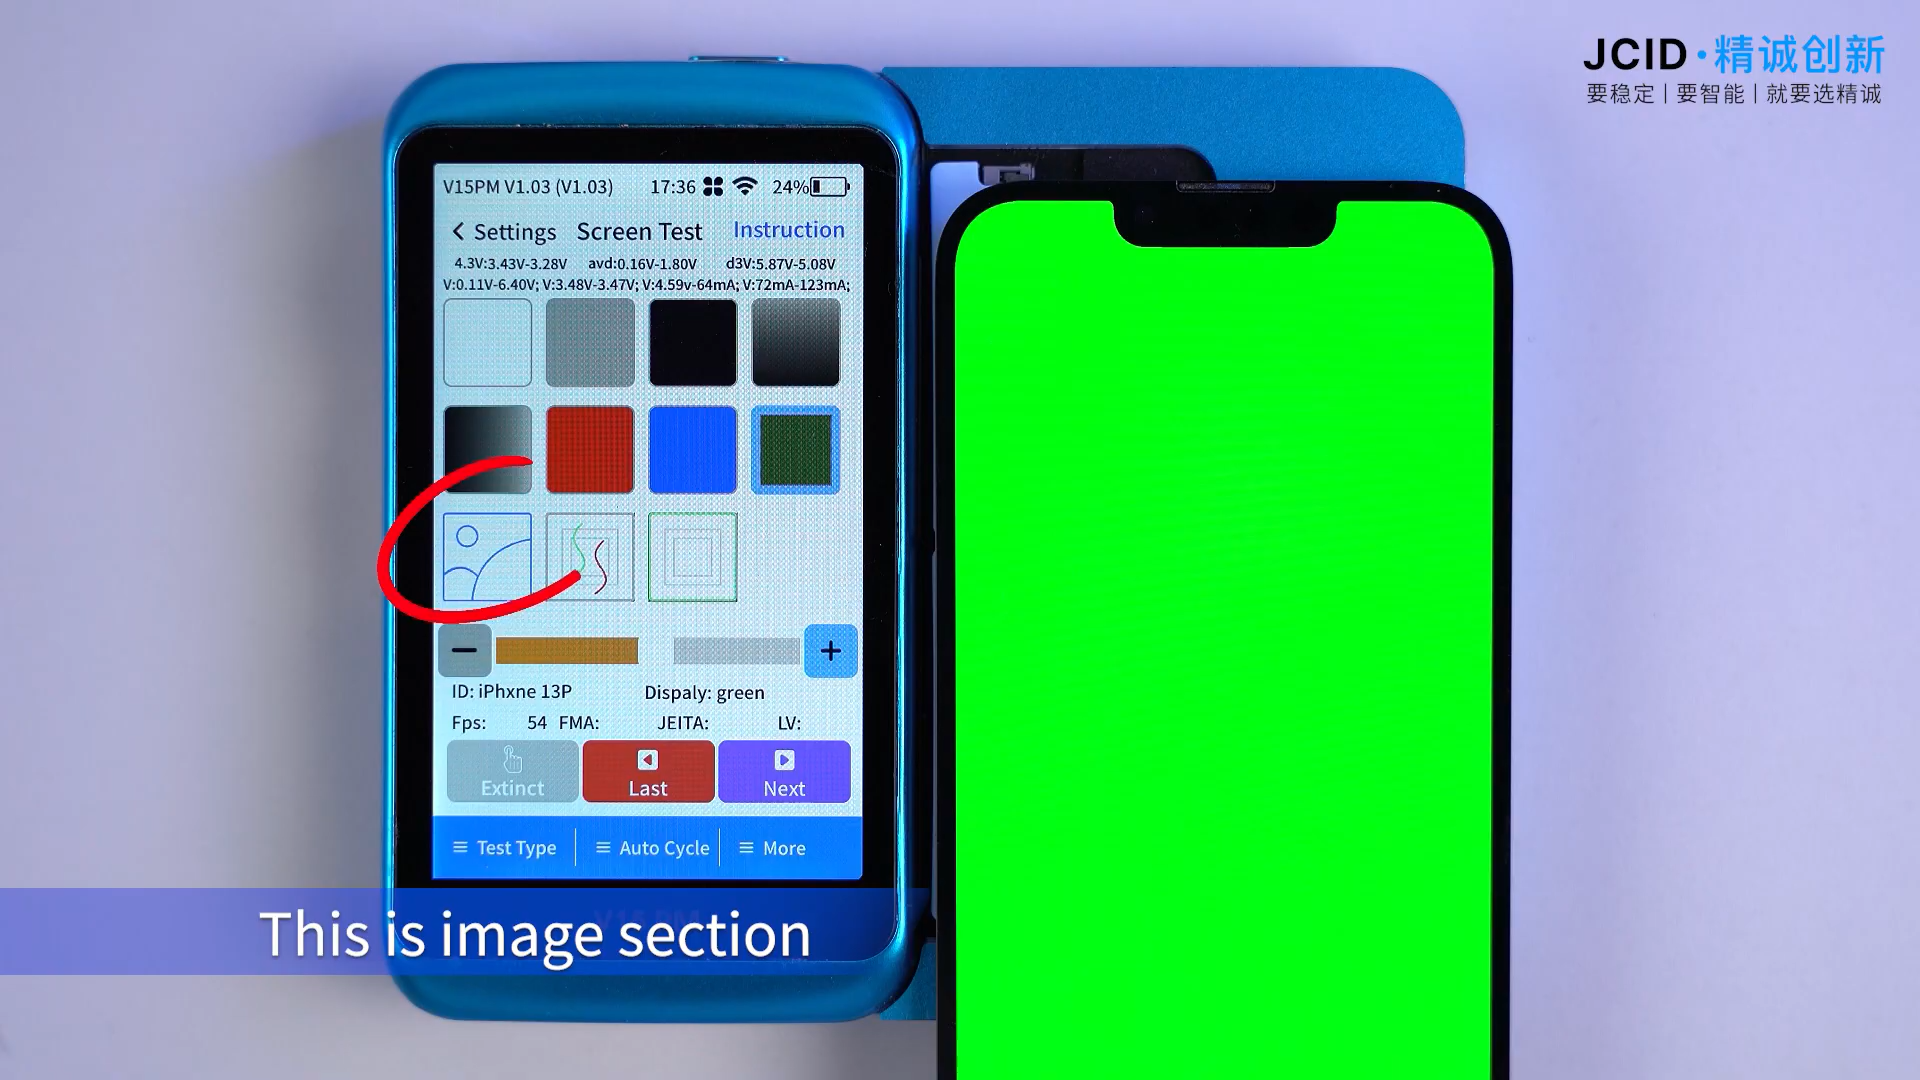 JCID·精诚创新
要稳定|要智能|就要选精诚
V15PM V1.03 (V1.03) 17:36 24%
Settings Screen Test Instruction
4.3V:3.43V-3.28V avd:0.16V-1.80V d3V:5.87V-5.08V
V:0.11V-6.40V; V:3.48V-3.47V; V:4.59v-64mA; V:72mA-123mA;
ID: iPhxne 13P Dispaly: green
Fps: 54 FMA: JEITA: LV:
Extinct Last Next
Test Type Auto Cycle More
This is image section